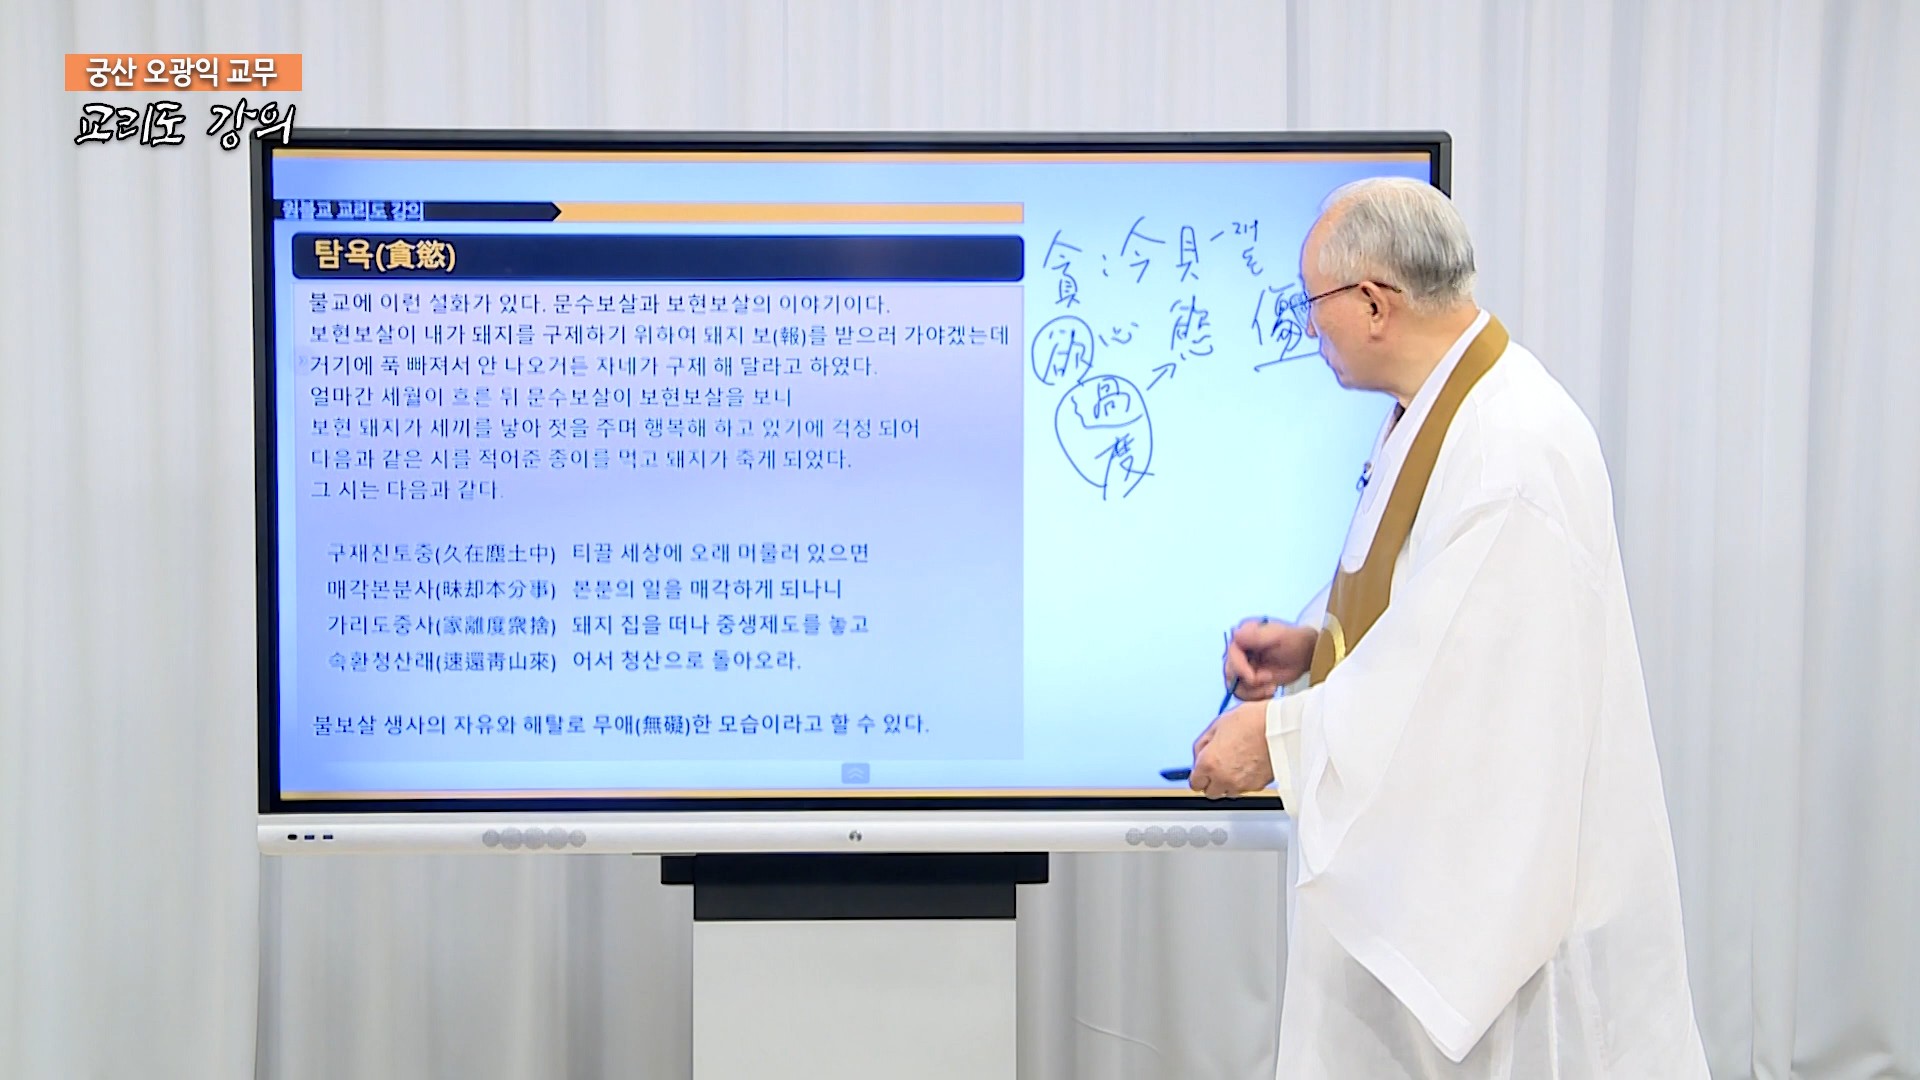 궁산 오광익 교무
교리도 강의
원불교 교리도 강의
탐욕(貪慾)
불교에 이런 설화가 있다. 문수보살과 보현보살의 이야기이다.
보현보살이 내가 돼지를 구제하기 위하여 돼지 보(報)를 받으러 가야겠는데
거기에 푹 빠져서 안 나오거든 자네가 구제 해 달라고 하였다.
얼마간 세월이 흐른 뒤 문수보살이 보현보살을 보니
보현 돼지가 세끼를 낳아 젓을 주며 행복해 하고 있기에 걱정 되어
다음과 같은 시를 적어준 종이를 먹고 돼지가 죽게 되었다.
그 시는 다음과 같다.
구재진토중(久在塵土中) 티끌 세상에 오래 머물러 있으면
매각본분사(昧却本分事) 본분의 일을 매각하게 되나니
가리도중사(家離度衆捨) 돼지 집을 떠나 중생제도를 놓고
속환청산래(速還靑山來) 어서 청산으로 돌아오라.
불보살 생사의 자유와 해탈로 무애(無礙)한 모습이라고 할 수 있다.
貪 : 今 貝 - 재
돈
欲 心 慾
過
度